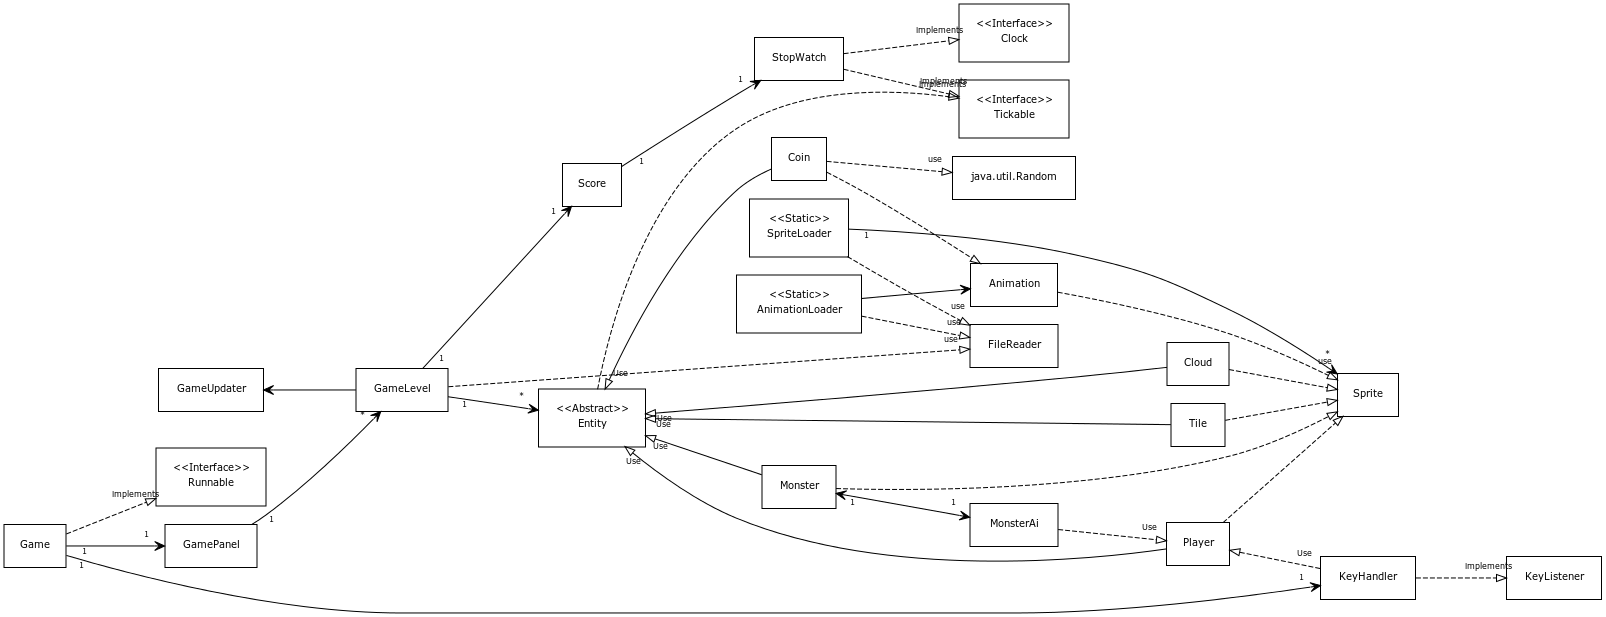 <<Interface>>
Clock
implements
StopWatch
1
implements
implements
<<Interface>>
Tickable
1
Coin
use
java.util.Random
Score
1
<<Static>>
SpriteLoader
1
Animation
<<Static>>
AnimationLoader
use
use
use
FileReader
*
use
Cloud
1
GameUpdater
GameLevel
Use
Sprite
*
1
*
<<Abstract>>
Entity
Use
Use
Tile
Use
Use
<<Interface>>
Runnable
Monster
implements
1
1
MonsterAi
1
Game
1
1
1
GamePanel
Use
Player
Use
1
KeyHandler
implements
KeyListener